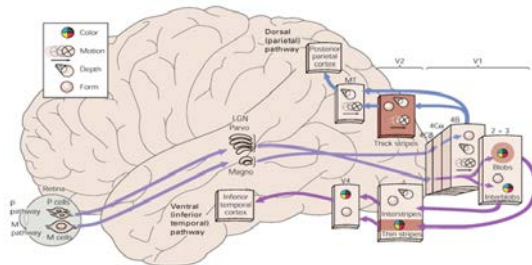 Color
Motion
Depth
Form
Dorsal
(parietal)
pathway
Posterior
parietal
cortex
MT
V2
V1
Thick stripes
4Cβ
4Cα
4B
2 + 3
Blobs
Interblobs
LGN
Parvo
Magno
Retina
P cells
M cells
P
pathway
M
pathway
Ventral (inferior
temporal)
pathway
Inferior
temporal
cortex
V4
Interstripes
Thin stripes